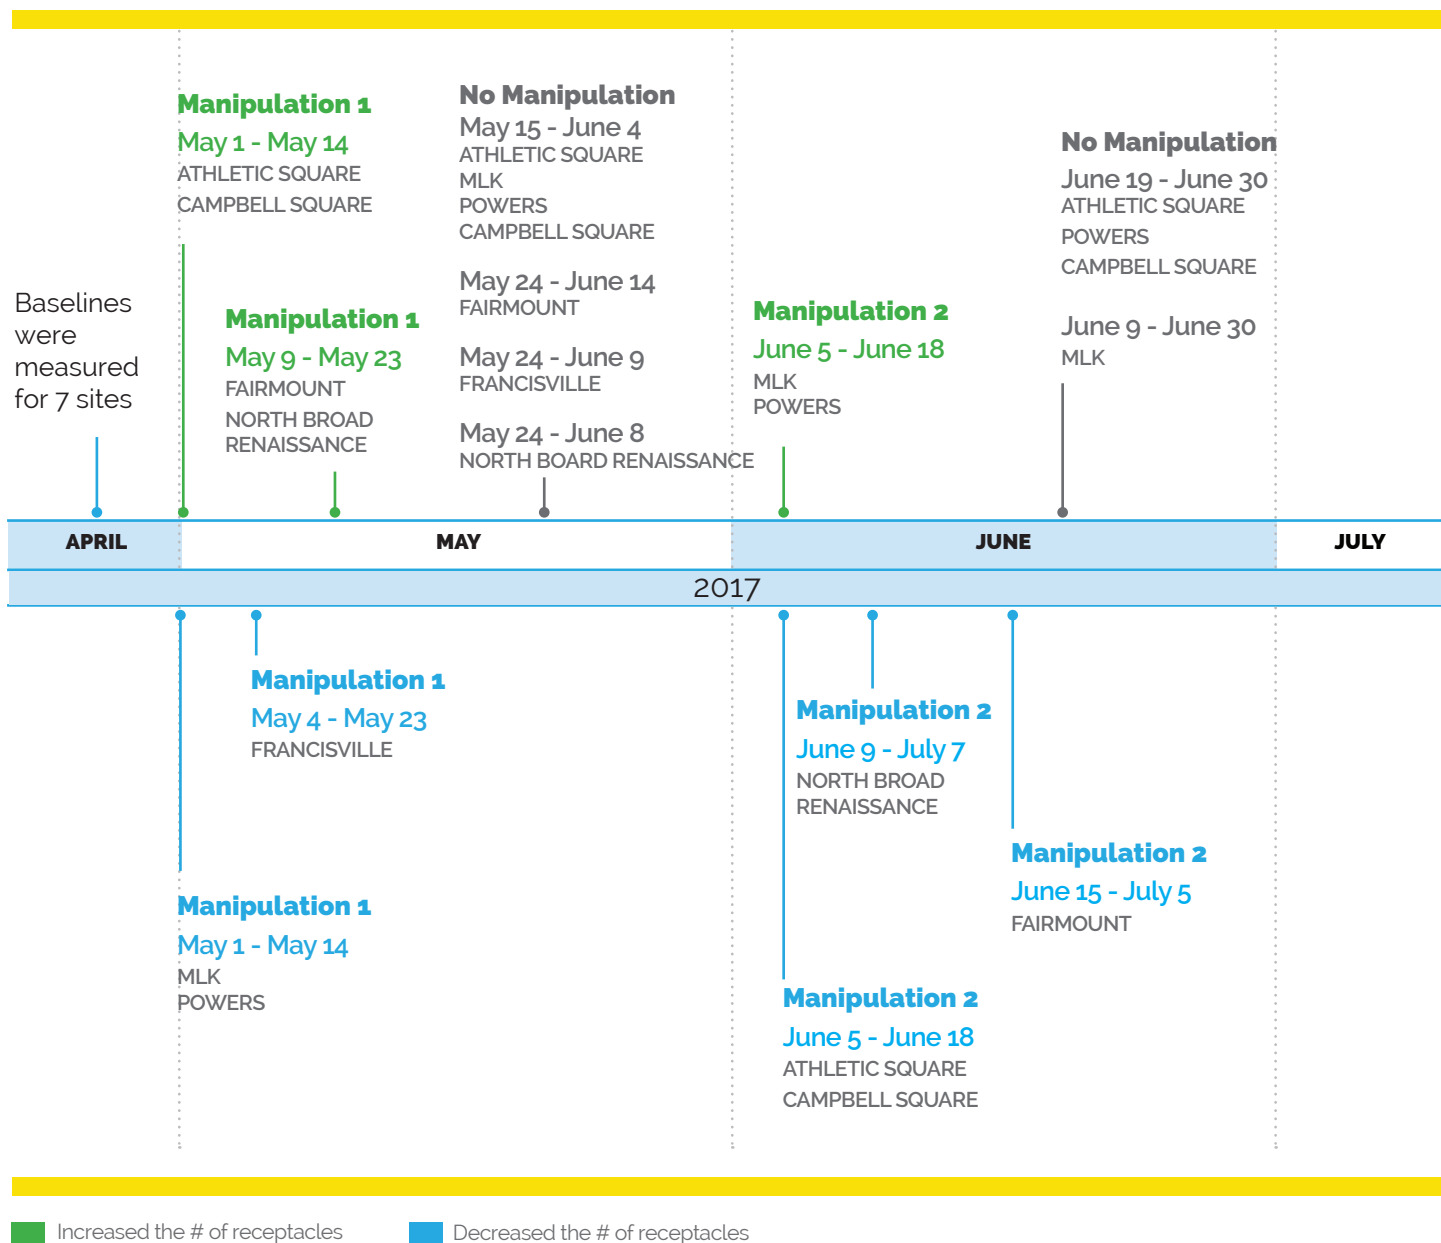 Manipulation 1
May 1 - May 14
ATHLETIC SQUARE
CAMPBELL SQUARE
No Manipulation
May 15 - June 4
ATHLETIC SQUARE
MLK
POWERS
CAMPBELL SQUARE
May 24 - June 14
FAIRMOUNT
May 24 - June 9
FRANCISVILLE
May 24 - June 8
NORTH BOARD RENAISSANCE
No Manipulation
June 19 - June 30
ATHLETIC SQUARE
POWERS
CAMPBELL SQUARE
June 9 - June 30
MLK
Baselines
were
measured
for 7 sites
Manipulation 1
May 9 - May 23
FAIRMOUNT
NORTH BROAD
RENAISSANCE
Manipulation 2
June 5 - June 18
MLK
POWERS
APRIL
MAY
JUNE
JULY
2017
Manipulation 1
May 4 - May 23
FRANCISVILLE
Manipulation 1
May 1 - May 14
MLK
POWERS
Manipulation 2
June 9 - July 7
NORTH BROAD
RENAISSANCE
Manipulation 2
June 15 - July 5
FAIRMOUNT
Manipulation 2
June 5 - June 18
ATHLETIC SQUARE
CAMPBELL SQUARE
Increased the # of receptacles
Decreased the # of receptacles